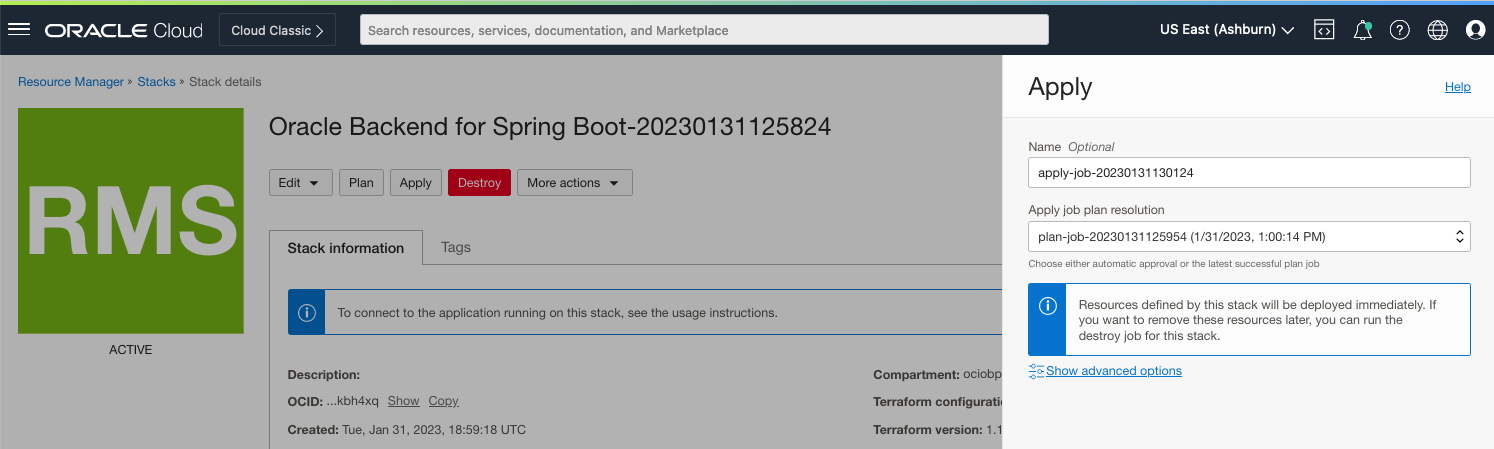 ORACLE Cloud
Cloud Classic
Search resources, services, documentation, and Marketplace
US East (Ashburn)
Resource Manager » Stacks » Stack details
RMS
ACTIVE
Oracle Backend for Spring Boot-20230131125824
Edit Plan Apply Destroy More actions
Stack information Tags
To connect to the application running on this stack, see the usage instructions.
Description:
OCID: ...kbh4xq Show Copy
Created: Tue, Jan 31, 2023, 18:59:18 UTC
Compartment: ociobp
Terraform configurati
Terraform version: 1.1
Apply
Help
Name Optional
apply-job-20230131130124
Apply job plan resolution
plan-job-20230131125954 (1/31/2023, 1:00:14 PM)
Choose either automatic approval or the latest successful plan job
Resources defined by this stack will be deployed immediately. If
you want to remove these resources later, you can run the
destroy job for this stack.
Show advanced options